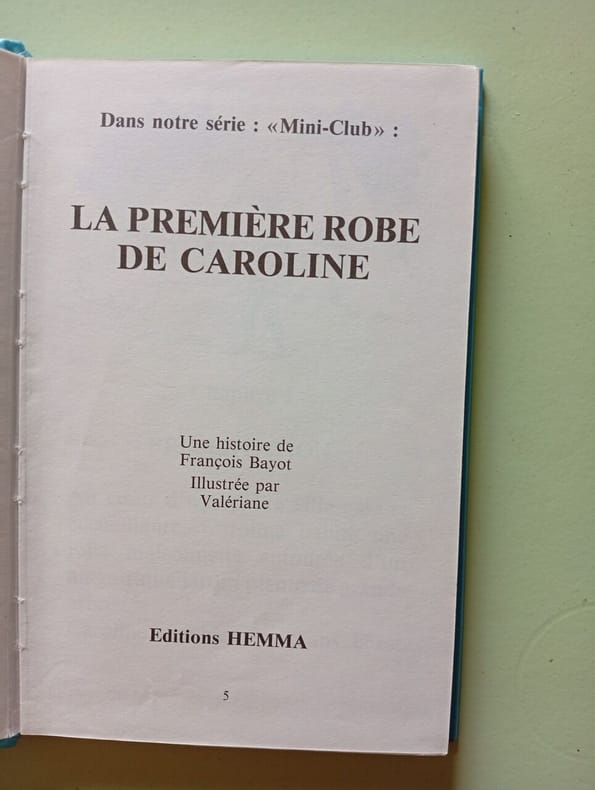 Dans notre série : «Mini-Club» :
LA PREMIÈRE ROBE
DE CAROLINE
Une histoire de
François Bayot
Illustrée par
Valériane
Editions HEMMA
5